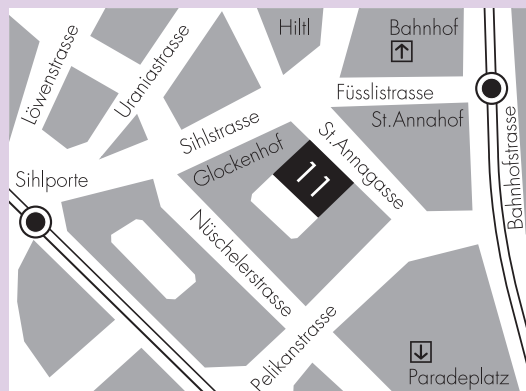 Hiltl
Bahnhof
Löwenstrasse
Uraniastrasse
Füsslistrasse
St.Annahof
Sihlstrasse
St.Annagasse
Glockenhof
11
Sihlporte
Bahnhofstrasse
Nüschelerstrasse
Pelikanstrasse
Paradeplatz